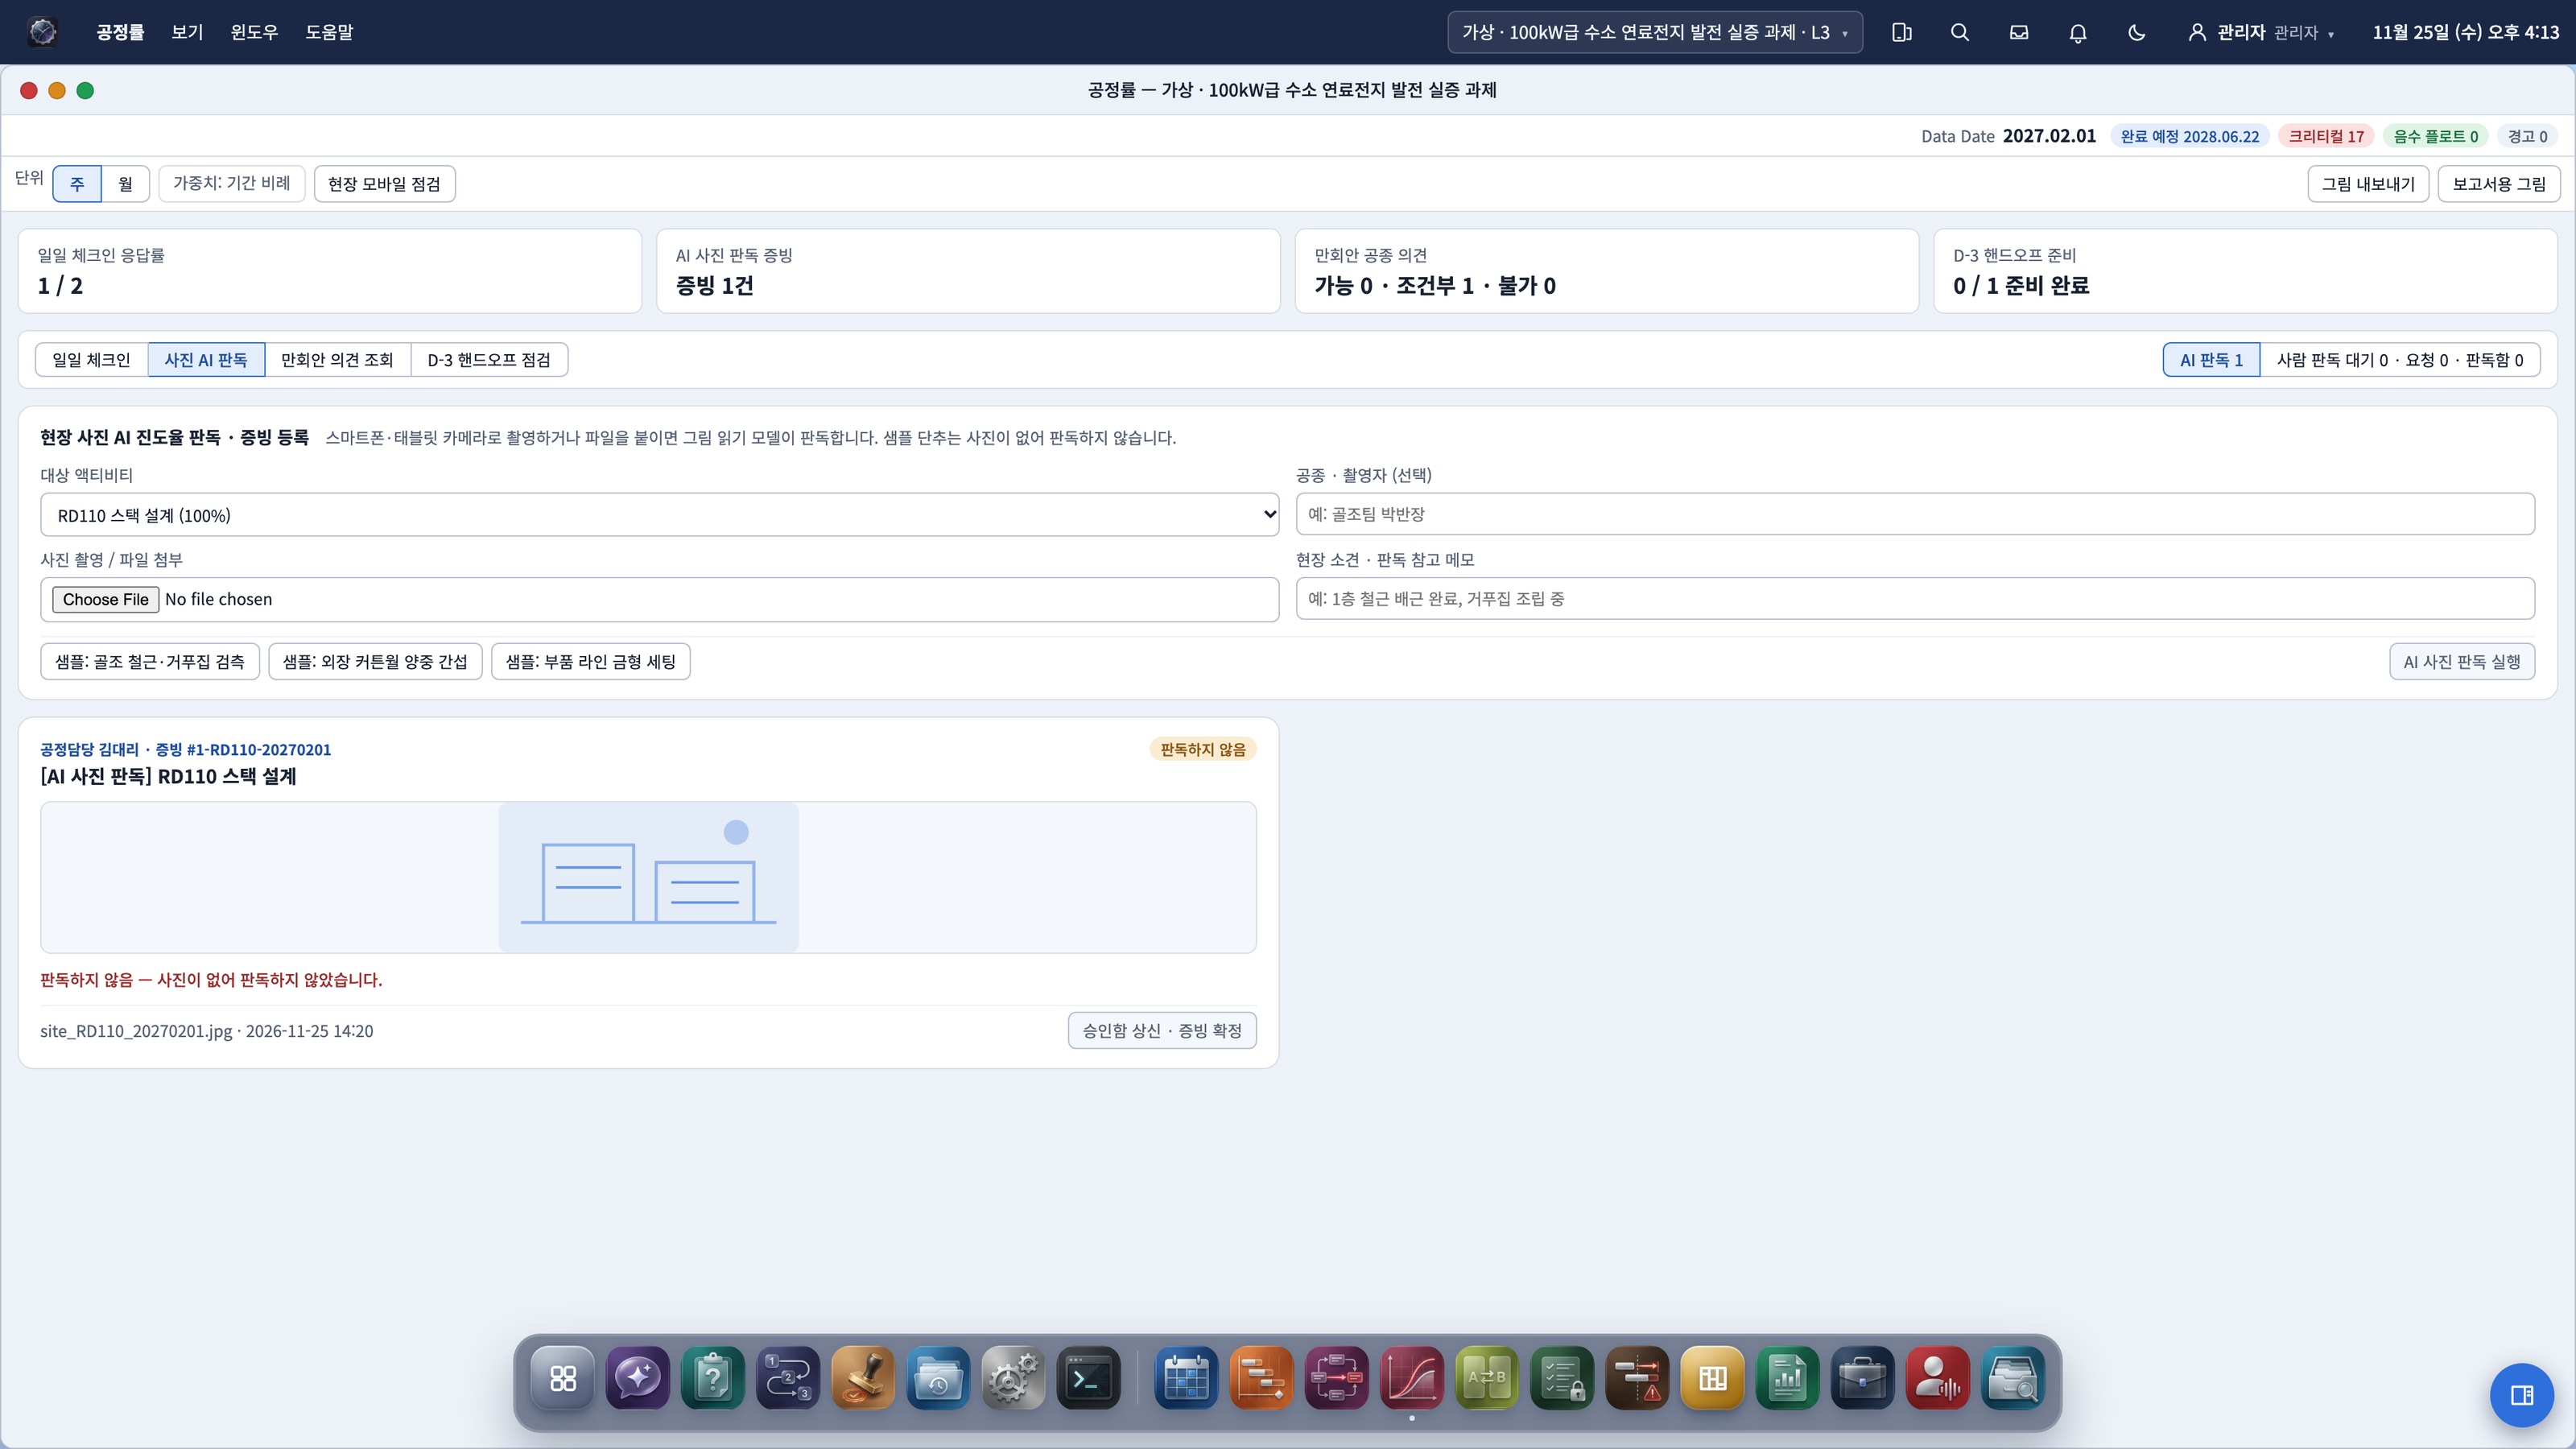 공정률 보기 윈도우 도움말 가상 · 100kW급 수소 연료전지 발전 실증 과제 · L3 관리자 관리자 11월 25일 (수) 오후 4:13
공정률 — 가상 · 100kW급 수소 연료전지 발전 실증 과제
Data Date 2027.02.01 완료 예정 2028.06.22 크리티컬 17 음수 플로트 0 경고 0
단위 주 월 가중치: 기간 비례 현장 모바일 점검 그림 내보내기 보고서용 그림
일일 체크인 응답률 AI 사진 판독 증빙 만회안 공종 의견 D-3 핸드오프 준비
1 / 2 증빙 1건 가능 0 · 조건부 1 · 불가 0 0 / 1 준비 완료
일일 체크인 사진 AI 판독 만회안 의견 조회 D-3 핸드오프 점검 AI 판독 1 사람 판독 대기 0 · 요청 0 · 판독함 0
현장 사진 AI 진도율 판독 · 증빙 등록 스마트폰·태블릿 카메라로 촬영하거나 파일을 붙이면 그림 읽기 모델이 판독합니다. 샘플 단추는 사진이 없어 판독하지 않습니다.
대상 액티비티 공종 · 촬영자 (선택)
RD110 스택 설계 (100%) 예: 골조팀 박반장
사진 촬영 / 파일 첨부 현장 소견 · 판독 참고 메모
Choose File No file chosen 예: 1층 철근 배근 완료, 거푸집 조립 중
샘플: 골조 철근·거푸집 검측 샘플: 외장 커튼월 양중 간섭 샘플: 부품 라인 금형 세팅 AI 사진 판독 실행
공정담당 김대리 · 증빙 #1-RD110-20270201 판독하지 않음
[AI 사진 판독] RD110 스택 설계
판독하지 않음 — 사진이 없어 판독하지 않았습니다.
site_RD110_20270201.jpg · 2026-11-25 14:20 승인함 상신 · 증빙 확정
? 1 2 3 A⇄B